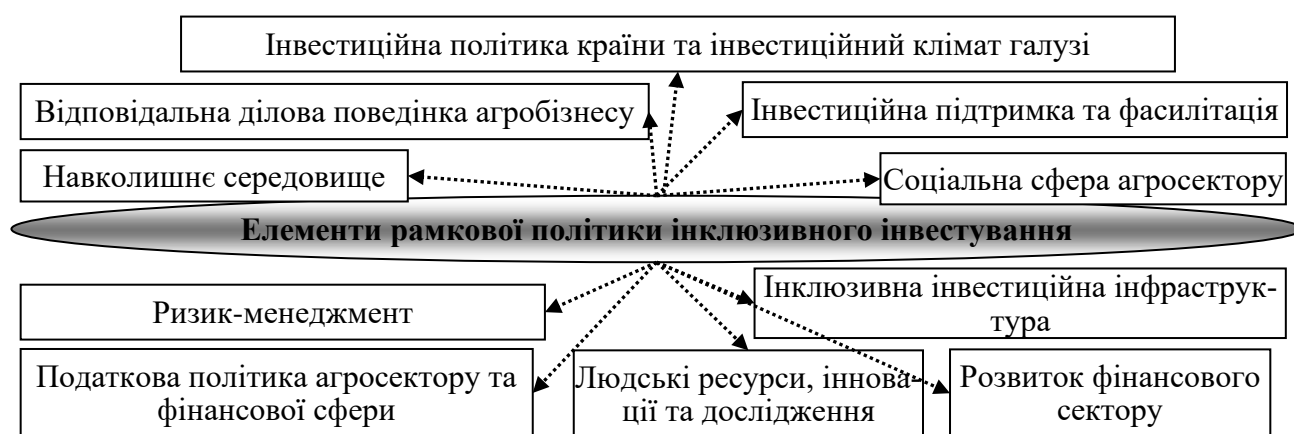 Інвестиційна політика країни та інвестиційний клімат галузі
Відповідальна ділова поведінка агробізнесу
Інвестиційна підтримка та фасилітація
Навколишнє середовище
Соціальна сфера агросектору
Елементи рамкової політики інклюзивного інвестування
Ризик-менеджмент
Інклюзивна інвестиційна інфраструк-
тура
Податкова політика агросектору та
фінансової сфери
Людські ресурси, іннова-
ції та дослідження
Розвиток фінансового
сектору